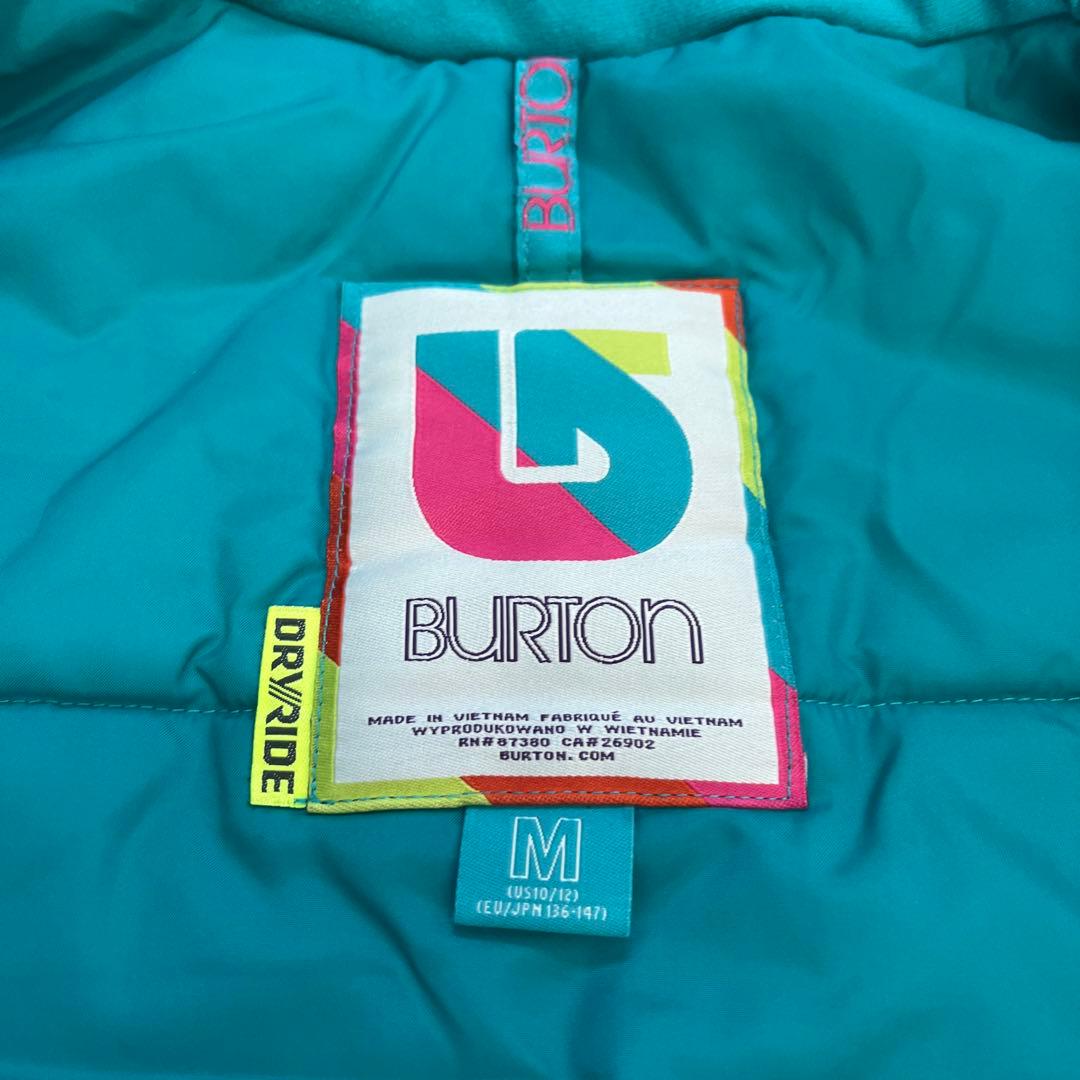 BURTO
BURTON
DRY//RIDE
MADE IN VIETNAM FABRIQUÉ AU VIETNAM
WYPRODUKOWANO W WIETNAMIE
RN#87380 CA#26902
BURTON.COM
M
(US10/12)
(EU/JPN 136-147)